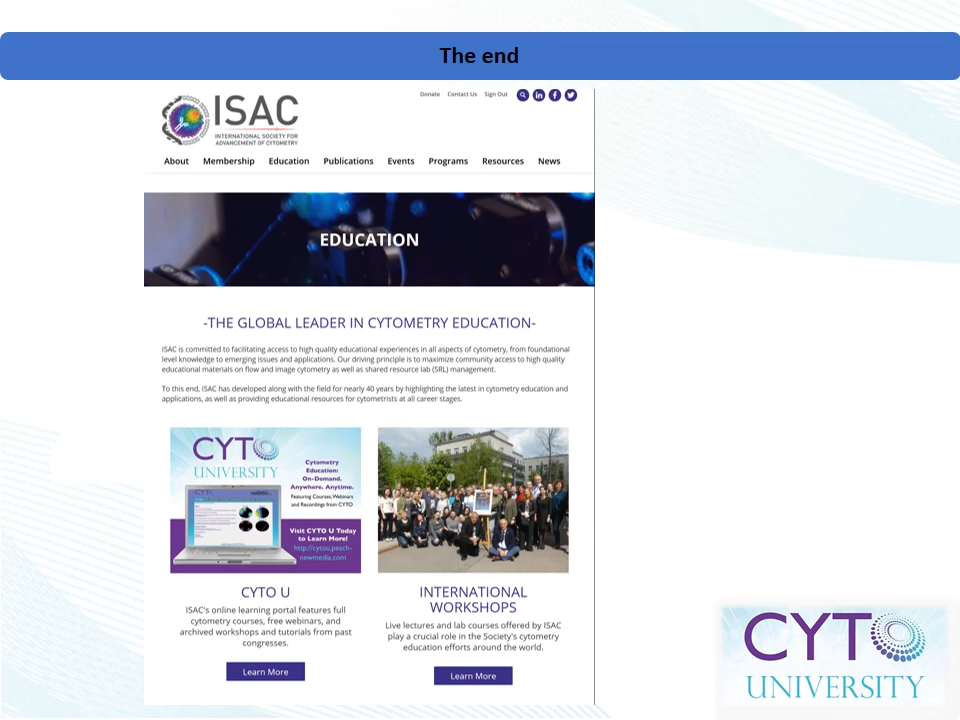 The end
Donate Contact Us Sign Out
ISAC
INTERNATIONAL SOCIETY FOR
ADVANCEMENT OF CYTOMETRY
About Membership Education Publications Events Programs Resources News
EDUCATION
-THE GLOBAL LEADER IN CYTOMETRY EDUCATION-
ISAC is committed to facilitating access to high quality educational experiences in all aspects of cytometry, from foundational
level knowledge to emerging issues and applications. Our driving principle is to maximize community access to high quality
educational materials on flow and image cytometry as well as shared resource lab (SRL) management.
To this end, ISAC has developed along with the field for nearly 40 years by highlighting the latest in cytometry education and
applications, as well as providing educational resources for cytometrists at all career stages.
CYTO
UNIVERSITY
Cytometry
Education:
On-Demand.
Anywhere. Anytime.
Featuring Courses, Webinars
and Recordings from CYTO
Visit CYTO U Today
to Learn More!
http://cytou.pesch-
newmedia.com
CYTO U
ISAC's online learning portal features full
cytometry courses, free webinars, and
archived workshops and tutorials from past
congresses.
Learn More
INTERNATIONAL
WORKSHOPS
Live lectures and lab courses offered by ISAC
play a crucial role in the Society's cytometry
education efforts around the world.
Learn More
CYTO
UNIVERSITY